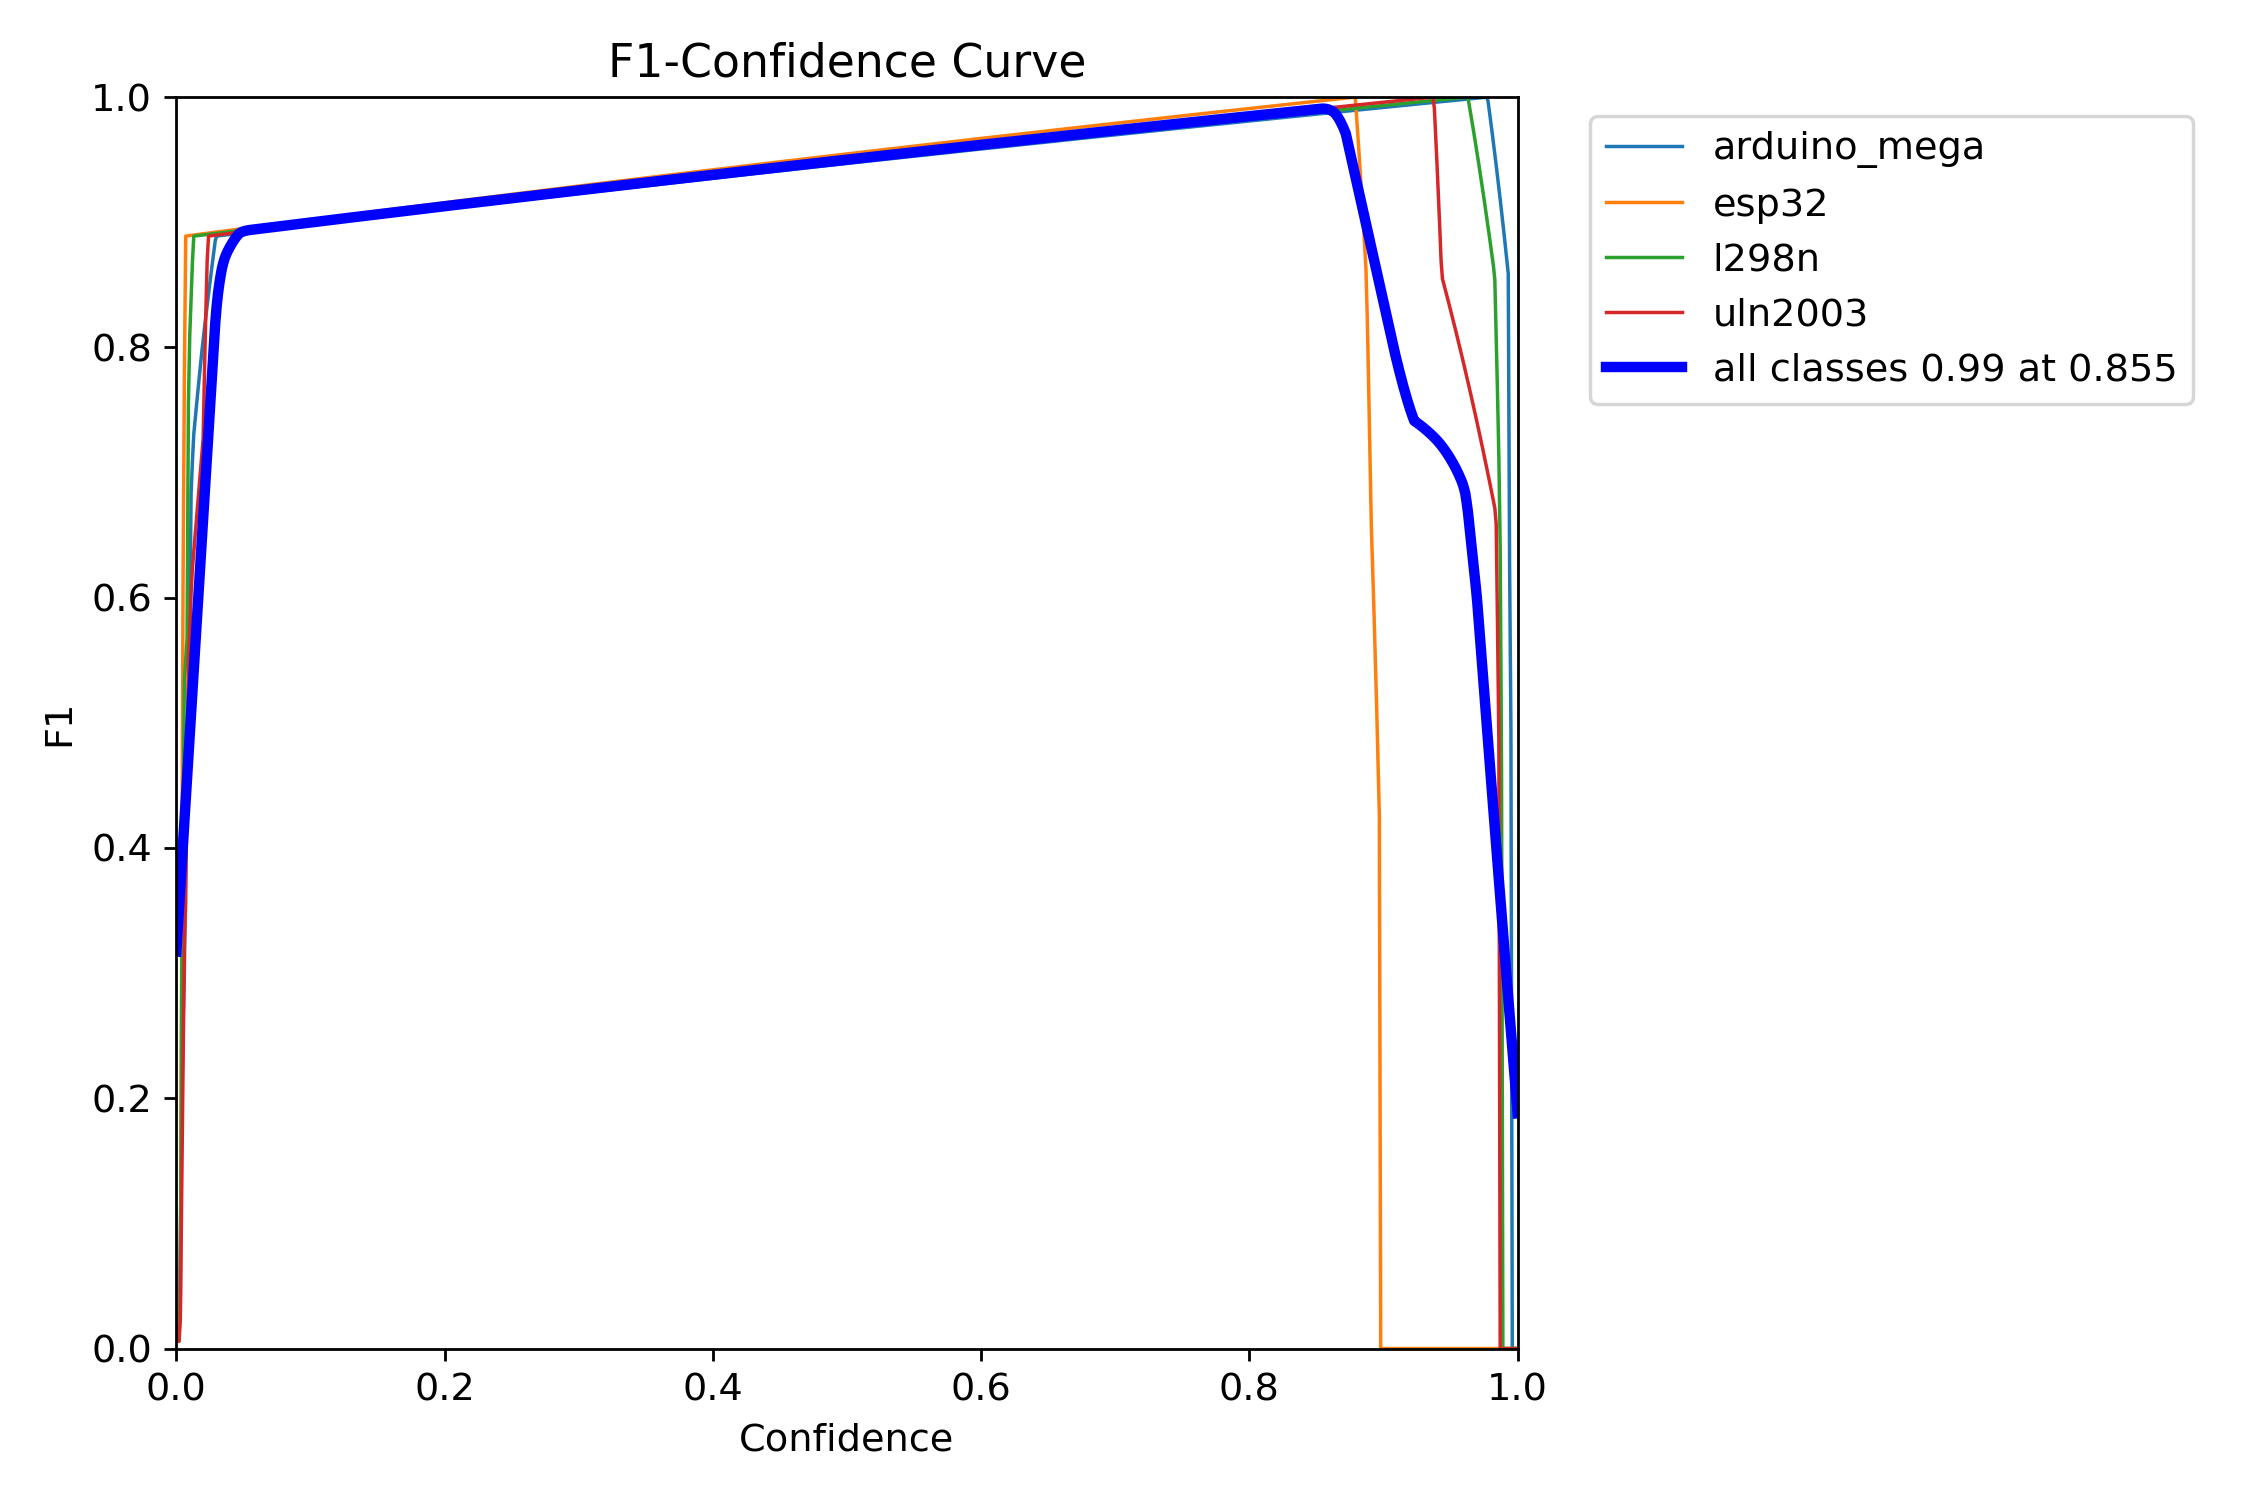 F1-Confidence Curve
1.0
0.8
0.6
0.4
0.2
0.0
F1
0.0 0.2 0.4 0.6 0.8 1.0
Confidence
arduino_mega
esp32
l298n
uln2003
all classes 0.99 at 0.855